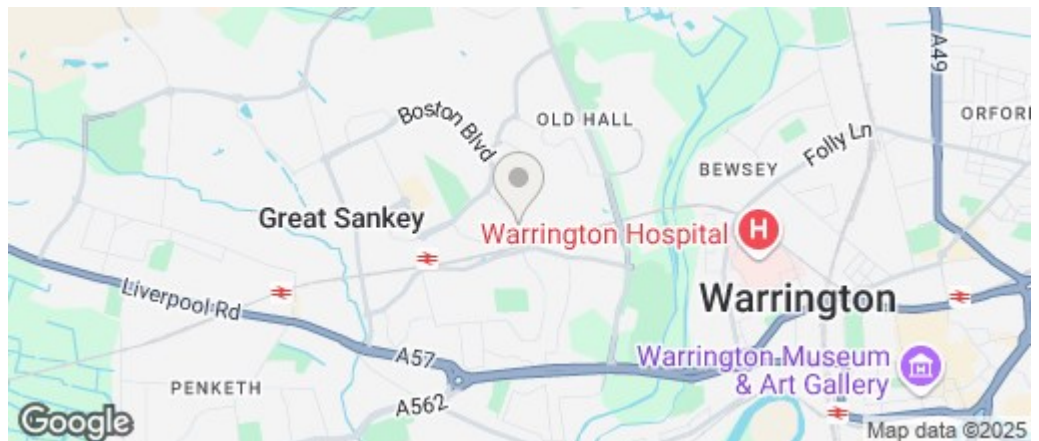 A49
ORFOR
Boston Blvd
OLD HALL
Folly Ln
BEWSEY
Great Sankey
Warrington Hospital
H
Liverpool Rd
Warrington
A57
Warrington Museum
& Art Gallery
PENKETH
A562
Google
Map data ©2025